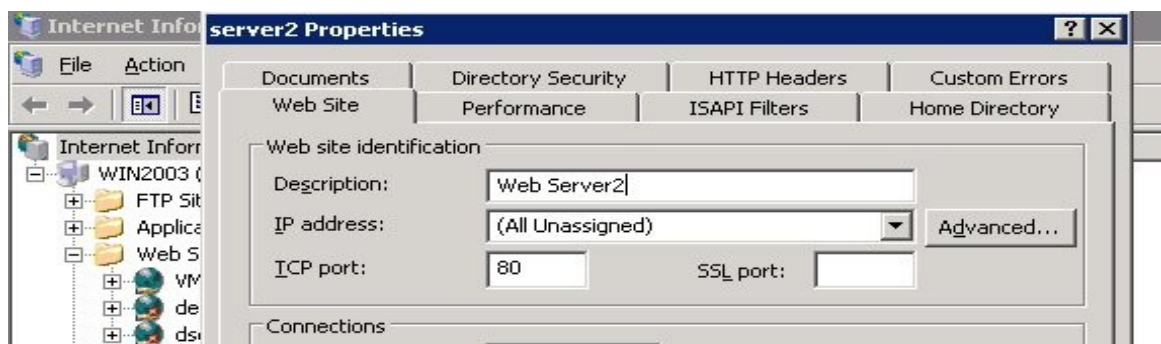 Internet Infor
server2 Properties
File Action
Documents Directory Security HTTP Headers Custom Errors
Web Site Performance ISAPI Filters Home Directory
Internet Inforr
Web site identification
WIN2003 (
Description: Web Server2
FTP Sit
IP address: (All Unassigned) Advanced...
Applica
Web S
TCP port: 80 SSL port:
VM
de
Connections
ds